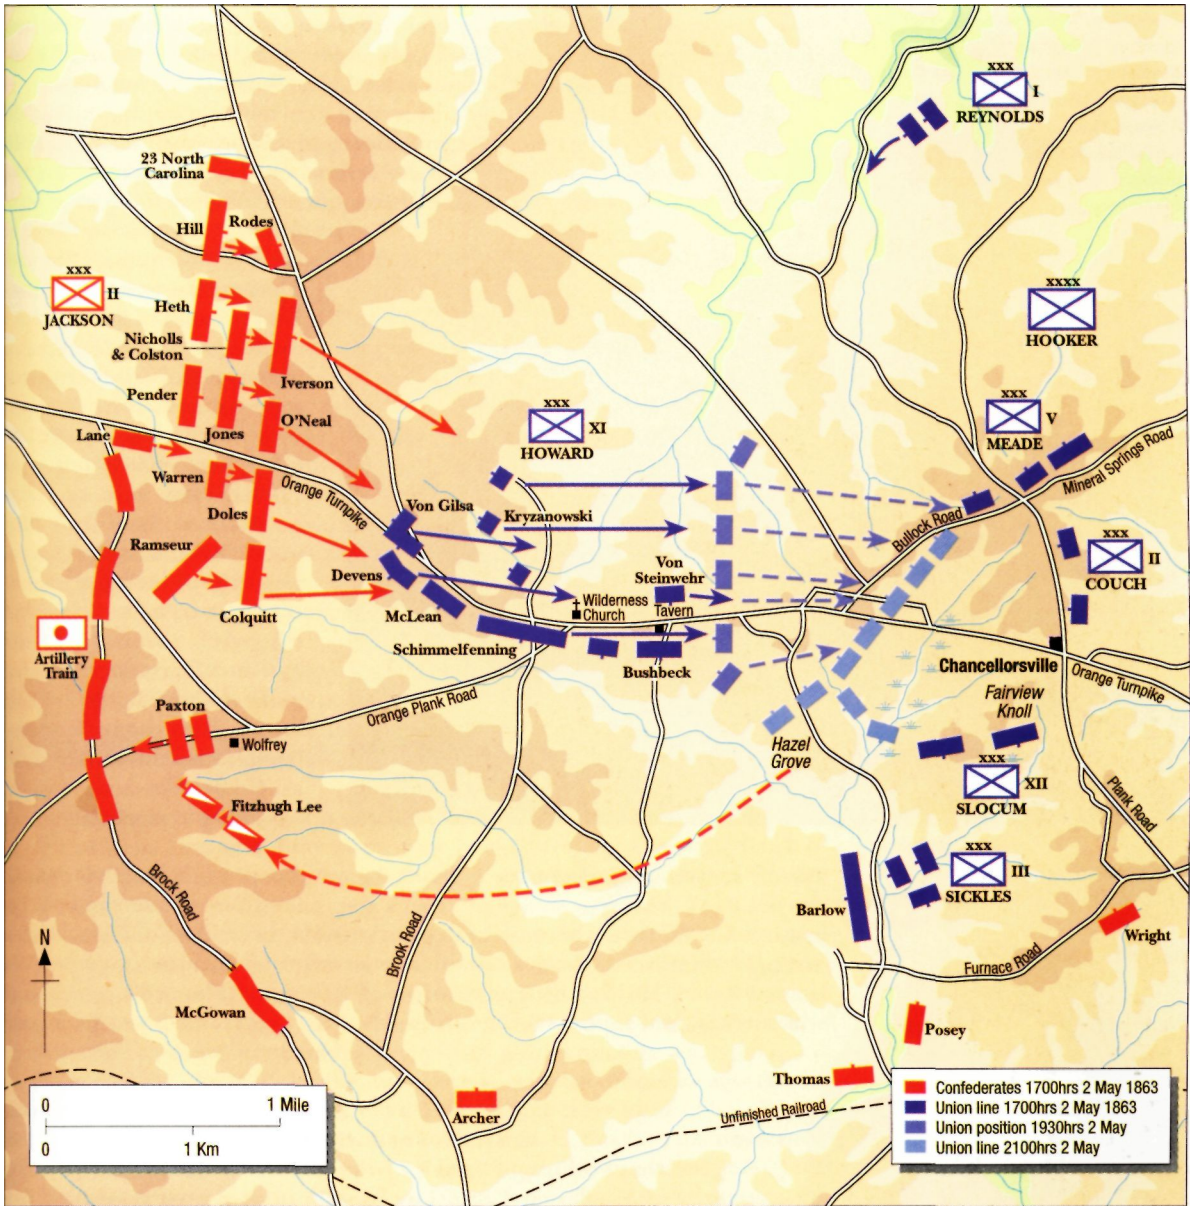 xxx
I
REYNOLDS
23 North
Carolina
Hill
Rodes
xxx
II
JACKSON
Heth
Nicholls
& Colston
Iverson
Pender
Jones
O'Neal
Lane
Warren
Orange Turnpike
Doles
Ramseur
Colquitt
xxxx
HOOKER
xxx
V
MEADE
Mineral Springs Road
Bullock Road
xxx
XI
HOWARD
Von Gilsa
Kryzanowski
Devens
McLean
Von
Steinwehr
Wilderness
Church
Tavern
Schimmelfenning
Bushbeck
xxx
II
COUCH
Chancellorsville
Orange Turnpike
Fairview
Knoll
Artillery
Train
Paxton
Wolfrey
Orange Plank Road
Hazel
Grove
xxx
XII
SLOCUM
Plank Road
Fitzhugh Lee
xxx
III
SICKLES
Barlow
Wright
Brock Road
Brook Road
Furnace Road
N
McGowan
Posey
Thomas
Archer
Unfinished Railroad
0
1 Mile
0
1 Km
Confederates 1700hrs 2 May 1863
Union line 1700hrs 2 May 1863
Union position 1930hrs 2 May
Union line 2100hrs 2 May